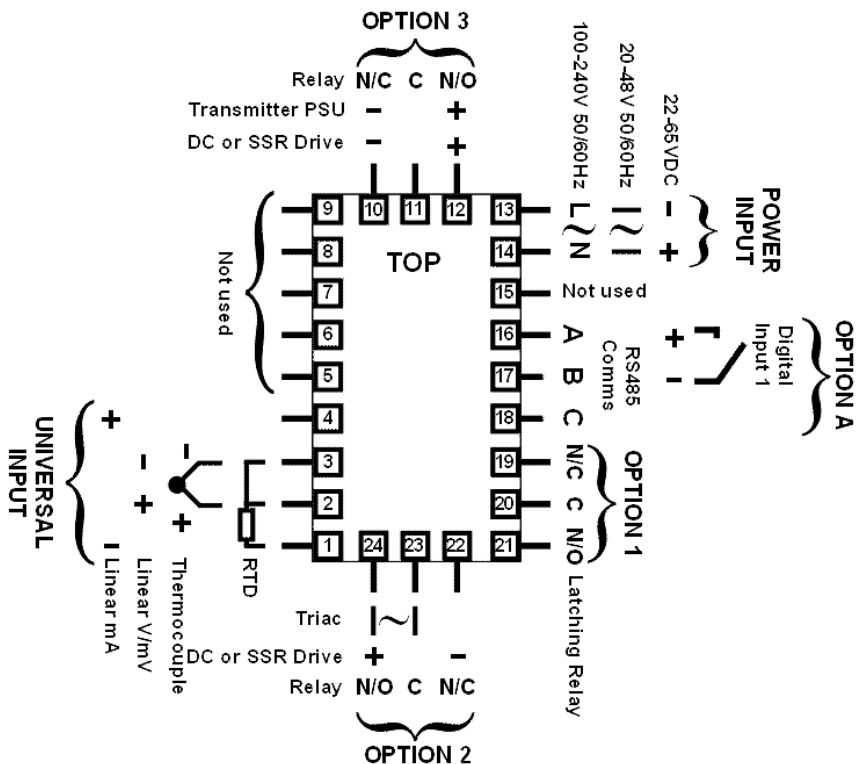 OPTION 3
Relay N/C C N/O
Transmitter PSU - +
DC or SSR Drive - +
100-240V 50/60Hz
20-48V 50/60Hz
22-65VDC
L ~ N
| ~ |
- +
POWER
INPUT
9 10 11 12 13
8 14
TOP
7 15 Not used
6 16 A
5 17 B
4 18 C
3 19 N/C
2 20 C
1 24 23 22 21 N/O
Not used
RS485
Comms
+ -
Digital
Input 1
OPTION A
OPTION 1
Latching Relay
UNIVERSAL
INPUT
+ - Linear mA
- + Linear V/mV
- + Thermocouple
RTD
Triac | ~ |
DC or SSR Drive + -
Relay N/O C N/C
OPTION 2